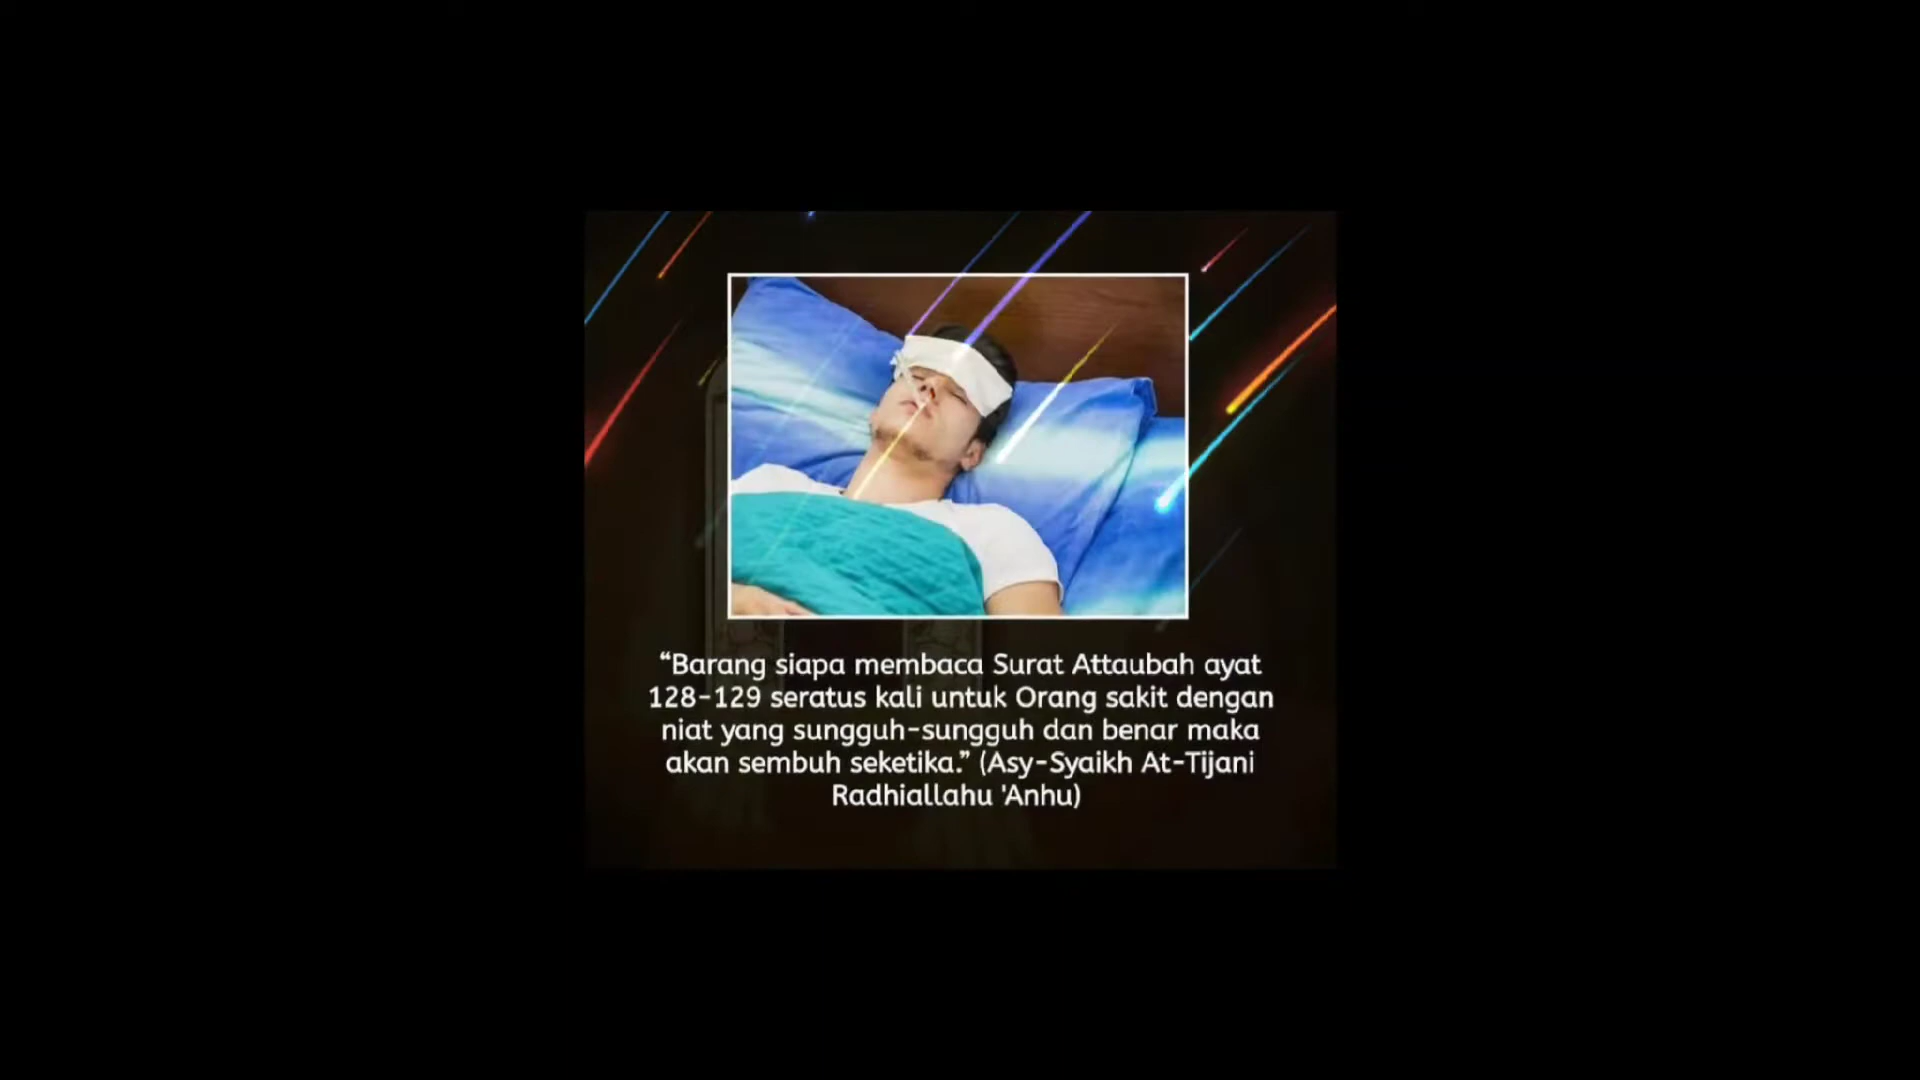 “Barang siapa membaca Surat Attaubah ayat
128-129 seratus kali untuk Orang sakit dengan
niat yang sungguh-sungguh dan benar maka
akan sembuh seketika.” (Asy-Syaikh At-Tijani
Radhiallahu 'Anhu)